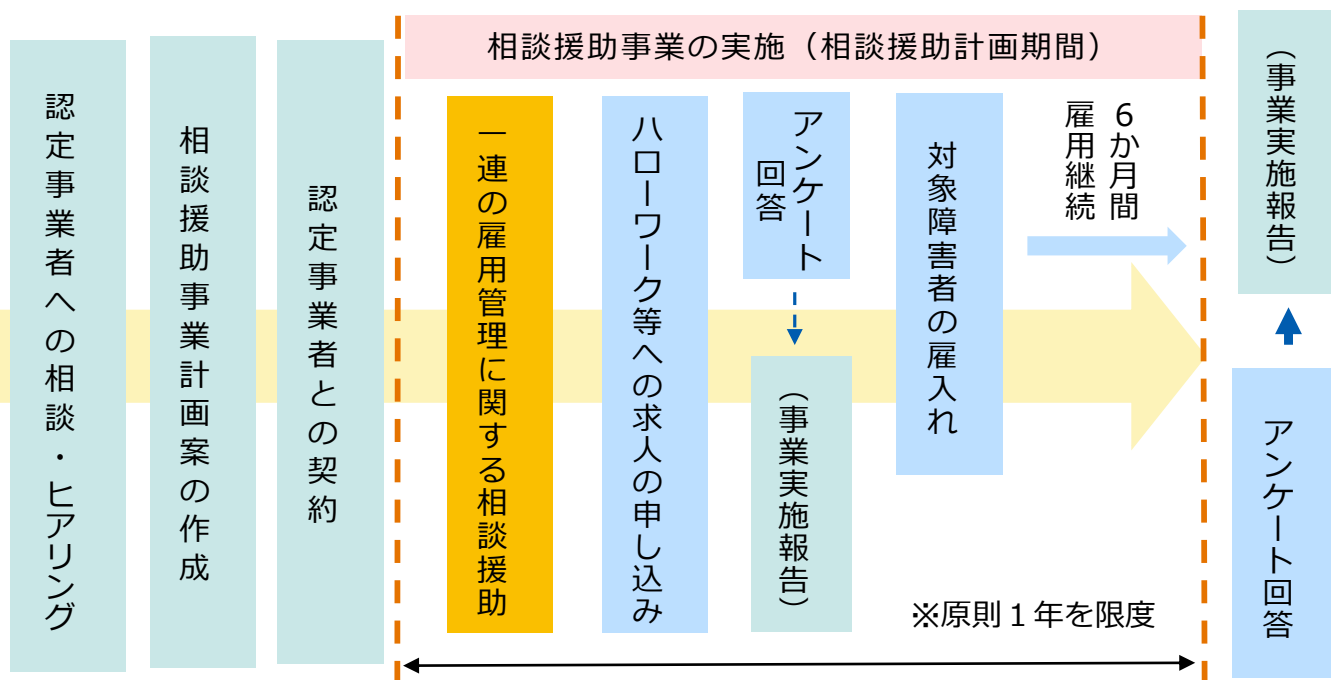 認定事業者への相談・ヒアリング
相談援助事業計画案の作成
認定事業者との契約
相談援助事業の実施（相談援助計画期間）
一連の雇用管理に関する相談援助
ハローワーク等への求人の申し込み
アンケート
回答
（事業実施報告）
対象障害者の雇入れ
６か月間
雇用継続
※原則１年を限度
（事業実施報告）
アンケート回答